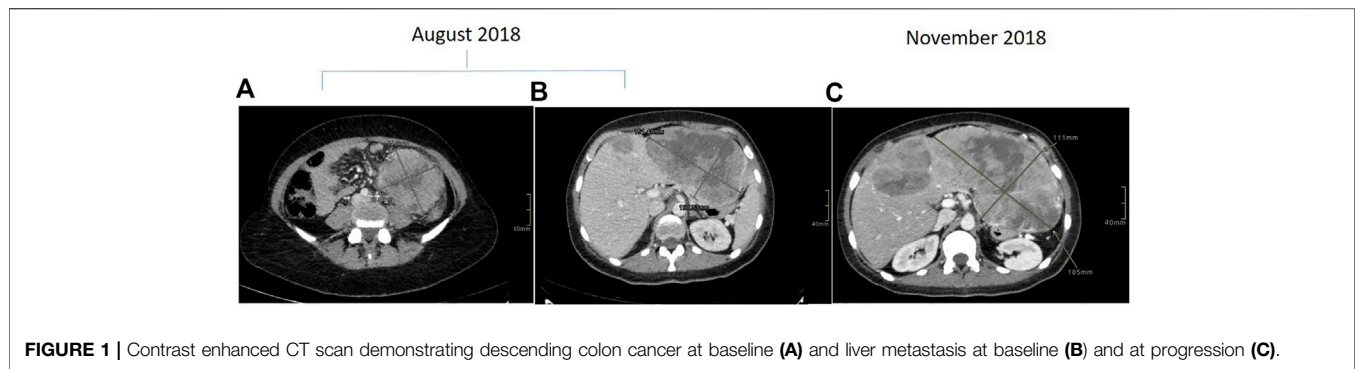 August 2018
November 2018
A
B
C
111mm
40mm
40mm
185mm
FIGURE 1 | Contrast enhanced CT scan demonstrating descending colon cancer at baseline (A) and liver metastasis at baseline (B) and at progression (C).